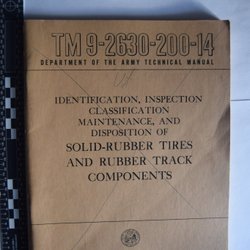 TM 9-2630-200-14
DEPARTMENT OF THE ARMY TECHNICAL MANUAL
IDENTIFICATION, INSPECTION
CLASSIFICATION
MAINTENANCE, AND
DISPOSITION OF
SOLID-RUBBER TIRES
AND RUBBER TRACK
COMPONENTS